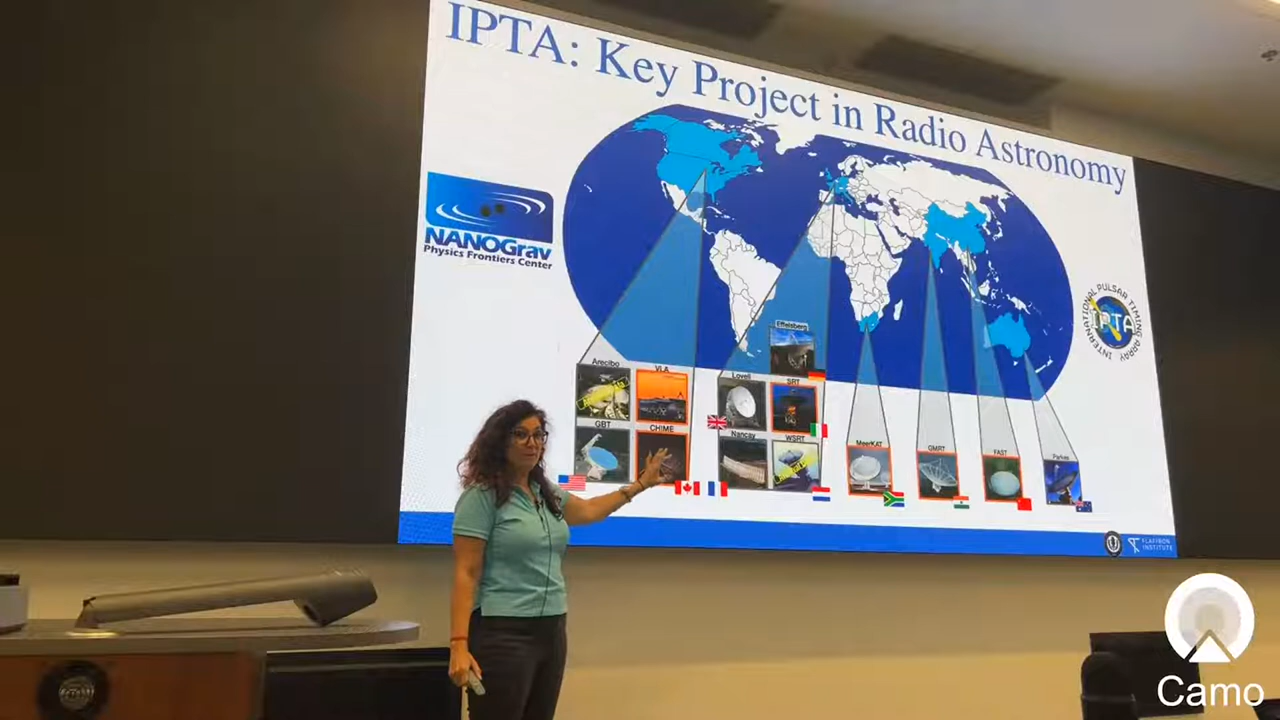 IPTA: Key Project in Radio Astronomy
NANOGrav
Physics Frontiers Center
INTERNATIONAL PULSAR TIMING ARRAY
IPTA
Effelsberg
Arecibo
VLA
Lovell
SRT
GBT
CHIME
Nancay
WSRT
MeerKAT
GMRT
FAST
Parkes
FLATIRON
INSTITUTE
Camo